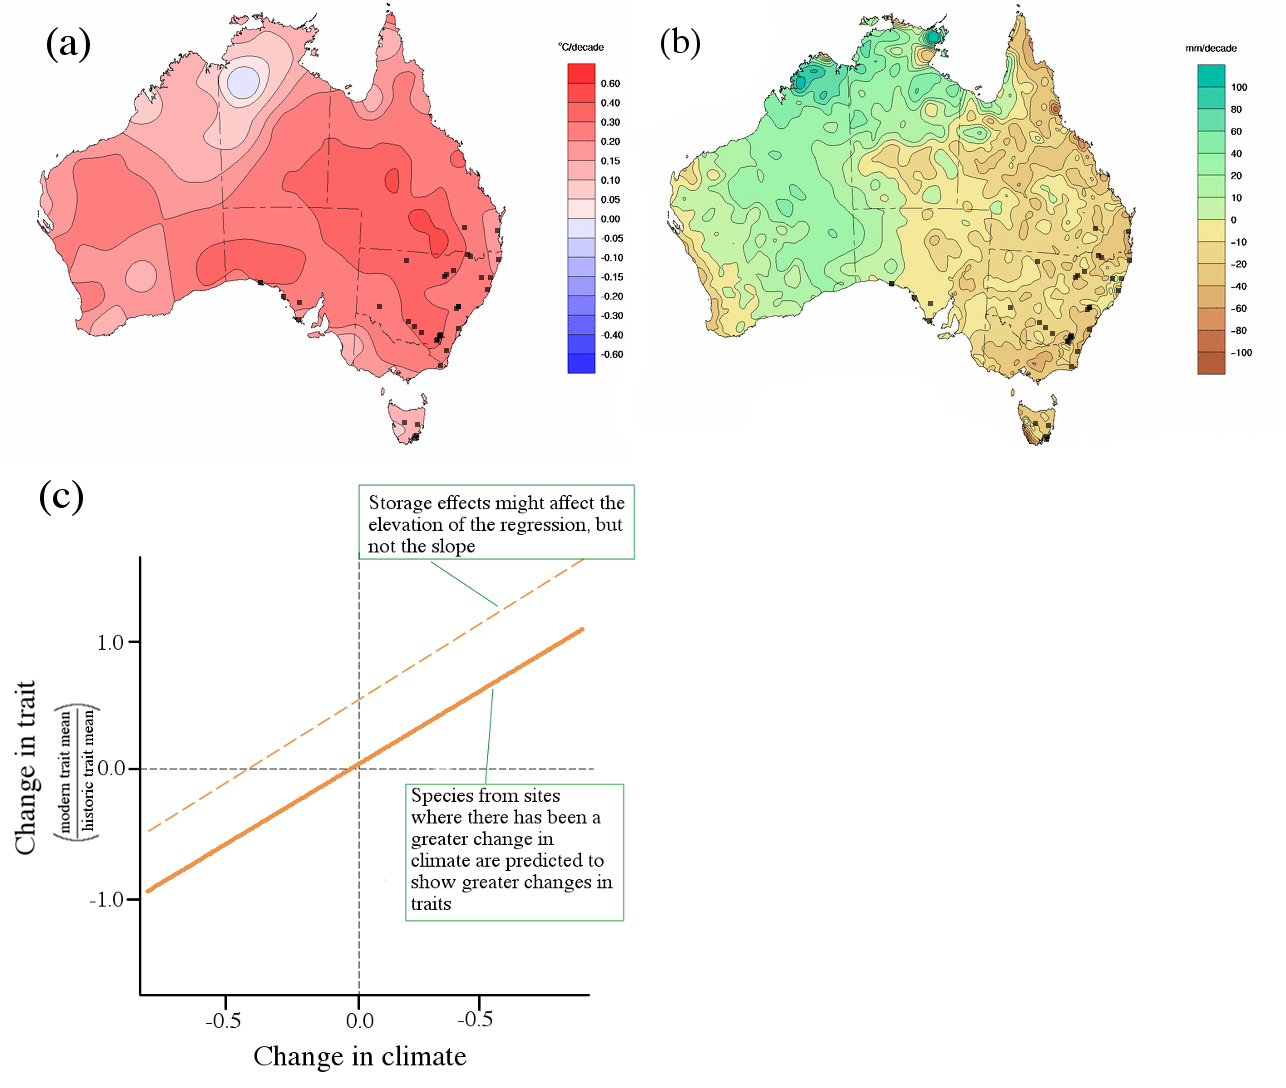 (a)
°C/decade
0.60
0.40
0.30
0.20
0.15
0.10
0.05
0.00
-0.05
-0.10
-0.15
-0.20
-0.30
-0.40
-0.60
(b)
mm/decade
100
80
60
40
20
10
0
-10
-20
-40
-60
-80
-100
(c)
Storage effects might affect the
elevation of the regression, but
not the slope
Change in trait
(modern trait mean
historic trait mean)
1.0
0.0
-1.0
Species from sites
where there has been a
greater change in
climate are predicted to
show greater changes in
traits
-0.5
0.0
-0.5
Change in climate